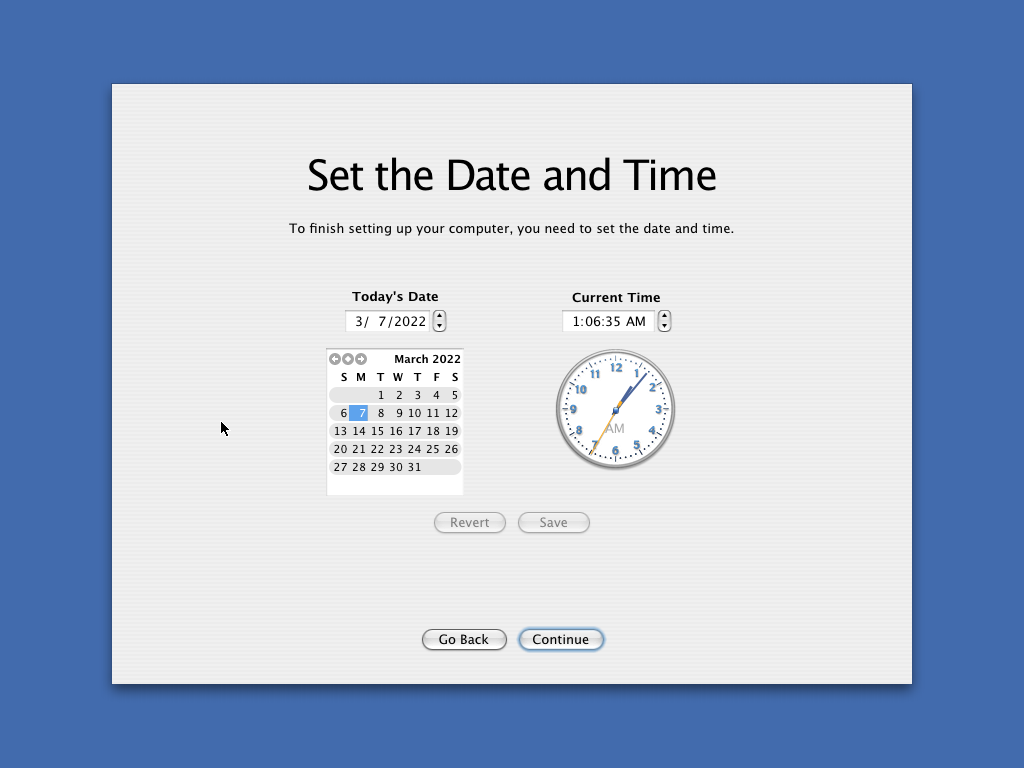 Set the Date and Time
To finish setting up your computer, you need to set the date and time.
Today's Date
3/ 7/2022
March 2022
S M T W T F S
1 2 3 4 5
6 7 8 9 10 11 12
13 14 15 16 17 18 19
20 21 22 23 24 25 26
27 28 29 30 31
Current Time
1:06:35 AM
12
1
2
3
4
5
6
7
8
9
10
11
AM
Revert
Save
Go Back
Continue